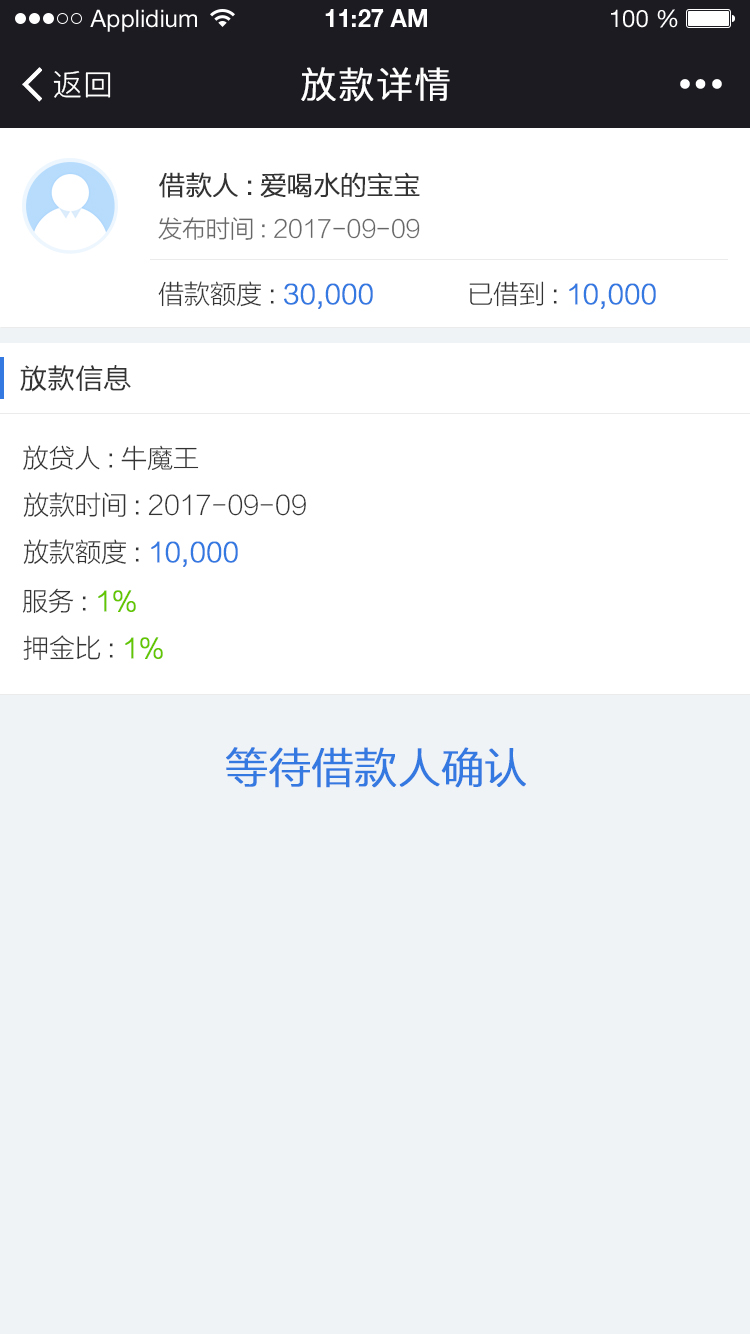 Applidium 11:27 AM 100 %
返回 放款详情
借款人 : 爱喝水的宝宝
发布时间 : 2017-09-09
借款额度 : 30,000 已借到 : 10,000
放款信息
放贷人 : 牛魔王
放款时间 : 2017-09-09
放款额度 : 10,000
服务 : 1%
押金比 : 1%
等待借款人确认